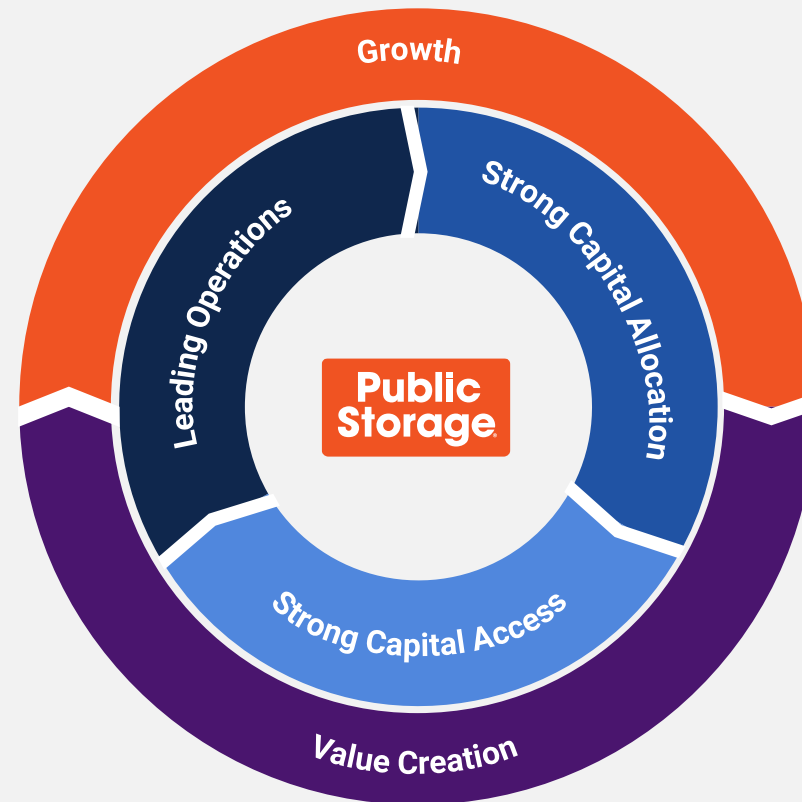 Growth
Leading Operations
Strong Capital Allocation
Public
Storage
Strong Capital Access
Value Creation